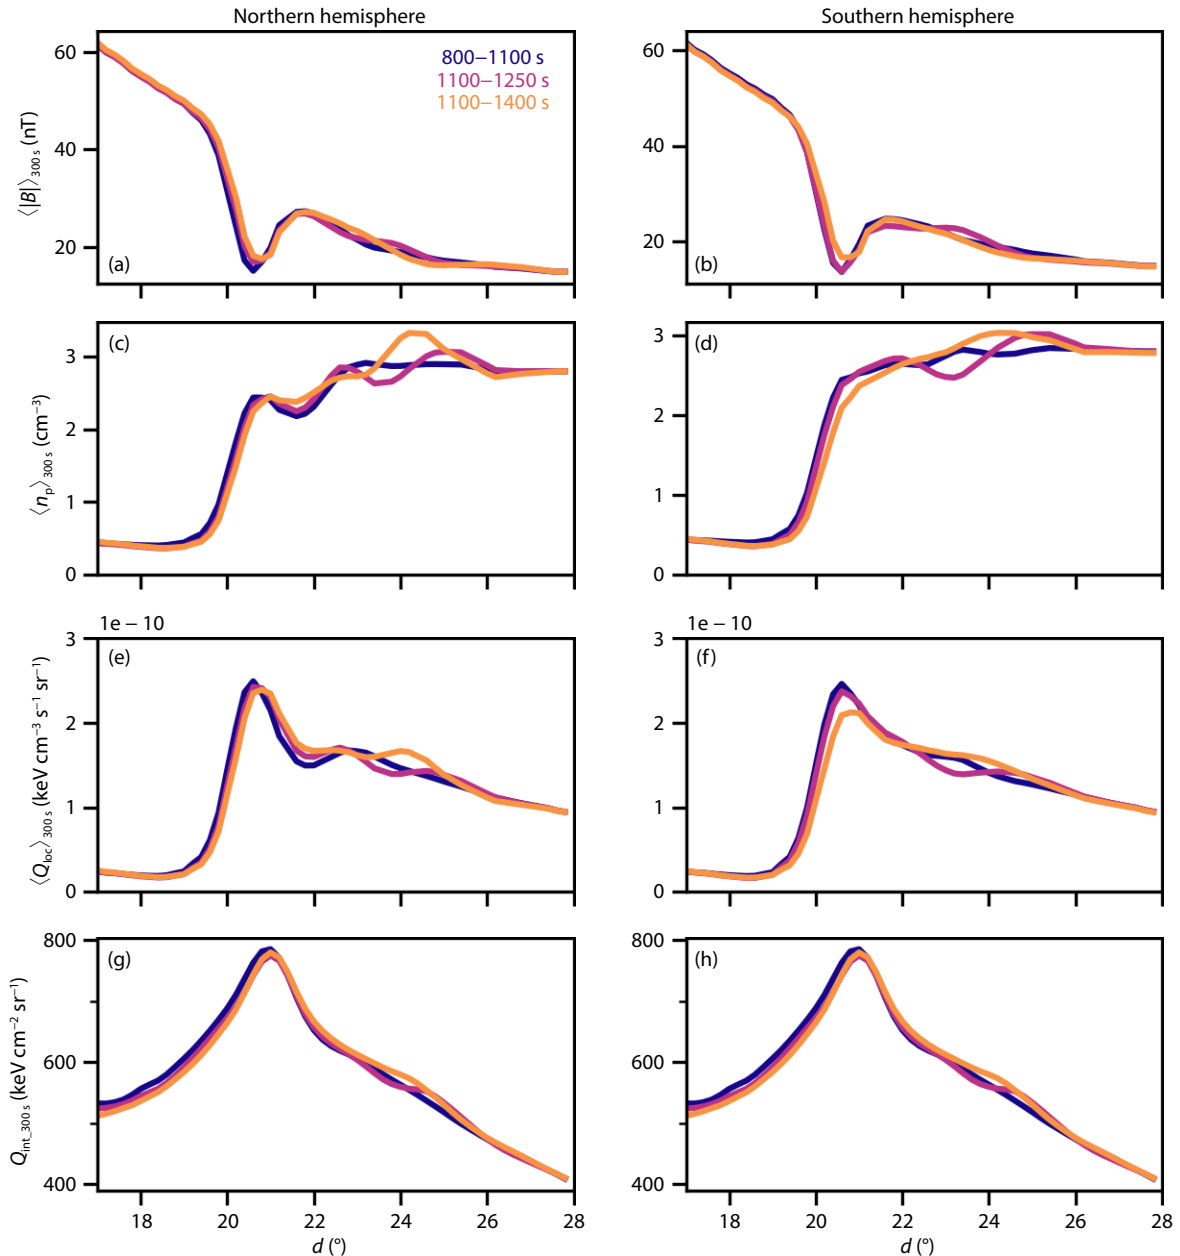 Northern hemisphere
Southern hemisphere
800−1100 s
1100−1250 s
1100−1400 s
⟨|B|⟩300 s (nT)
60
40
20
(a)
60
40
20
(b)
⟨np⟩300 s (cm−3)
(c)
3
2
1
0
(d)
3
2
1
0
1e − 10
1e − 10
⟨Qloc⟩300 s (keV cm−3 s−1 sr−1)
3
(e)
2
1
0
3
(f)
2
1
0
Qint_300 s (keV cm−2 sr−1)
800
(g)
600
400
800
(h)
600
400
18 20 22 24 26 28
18 20 22 24 26 28
d (°)
d (°)